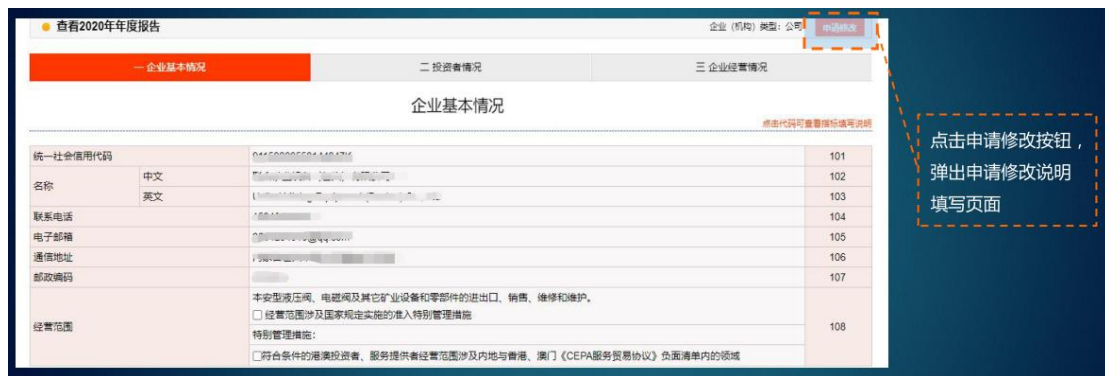 查看2020年年度报告
企业（机构）类型：公司
申请修改
一 企业基本情况
二 投资者情况
三 企业经营情况
企业基本情况
点击代码可查看指标填写说明
统一社会信用代码
101
名称
中文
102
英文
103
联系电话
104
电子邮箱
105
通信地址
106
邮政编码
107
经营范围
本安型液压阀、电磁阀及其它矿业设备和零部件的进出口、销售、维修和维护。
经营范围涉及国家规定实施的准入特别管理措施
特别管理措施：
符合条件的港澳投资者、服务提供者经营范围涉及内地与香港、澳门《CEPA服务贸易协议》负面清单内的领域
108
点击申请修改按钮，
弹出申请修改说明
填写页面